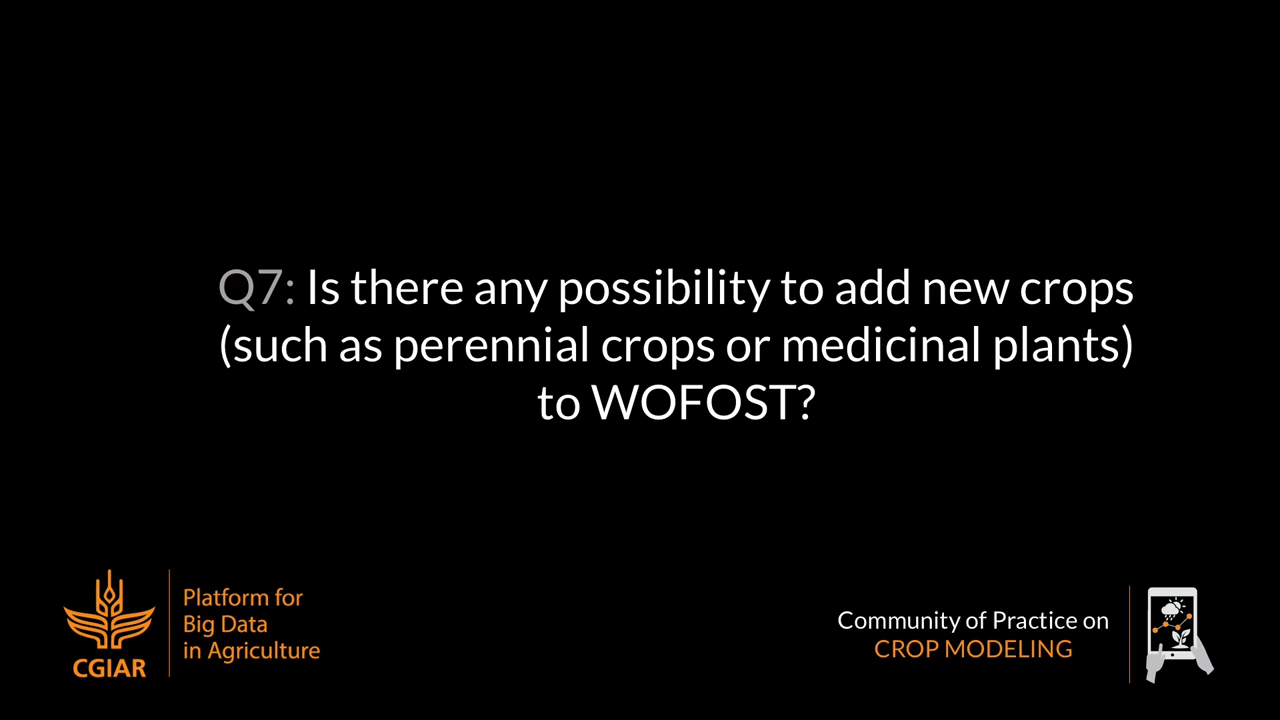 Q7: Is there any possibility to add new crops
(such as perennial crops or medicinal plants)
to WOFOST?
CGIAR
Platform for
Big Data
in Agriculture
Community of Practice on
CROP MODELING